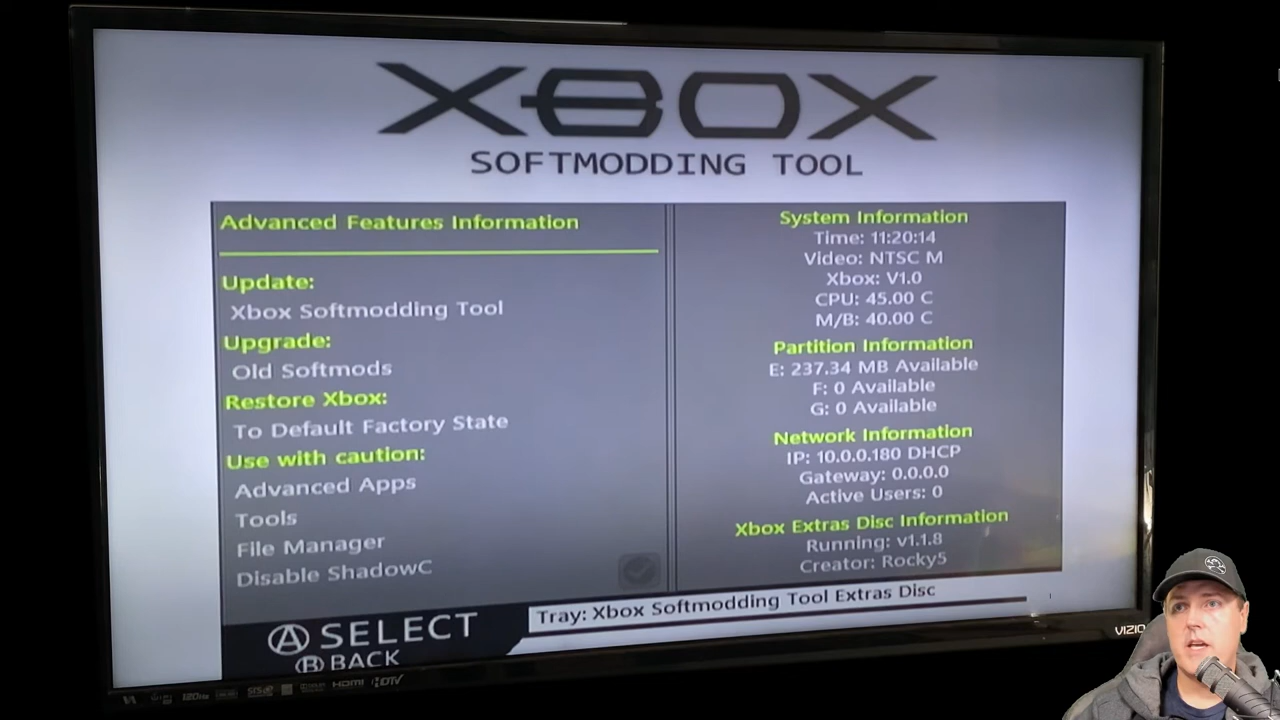 XBOX
SOFTMODDING TOOL
Advanced Features Information
Update:
Xbox Softmodding Tool
Upgrade:
Old Softmods
Restore Xbox:
To Default Factory State
Use with caution:
Advanced Apps
Tools
File Manager
Disable ShadowC
System Information
Time: 11:20:14
Video: NTSC M
Xbox: V1.0
CPU: 45.00 C
M/B: 40.00 C
Partition Information
E: 237.34 MB Available
F: 0 Available
G: 0 Available
Network Information
IP: 10.0.0.180 DHCP
Gateway: 0.0.0.0
Active Users: 0
Xbox Extras Disc Information
Running: v1.1.8
Creator: Rocky5
A SELECT
B BACK
Tray: Xbox Softmodding Tool Extras Disc
VIZIO
120Hz
SRS
HDMI HDTV